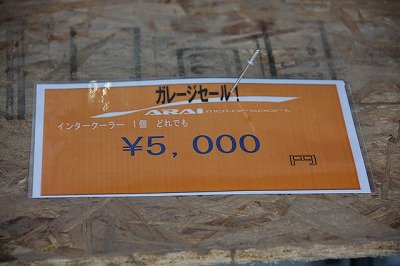 ガレージセール！
ARAI motorsport
インタークーラー 1個 どれでも
¥5, 000
[円]